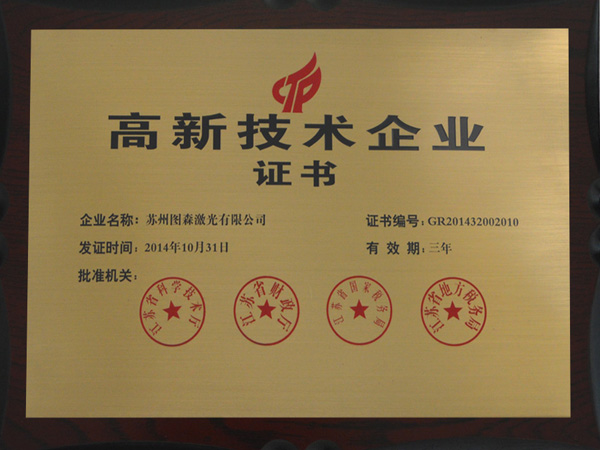 高新技术企业
证书
企业名称：苏州图森激光有限公司 证书编号：GR201432002010
发证时间：2014年10月31日 有效期：三年
批准机关：
江苏省科学技术厅 江苏省财政厅 江苏省国家税务局 江苏省地方税务局